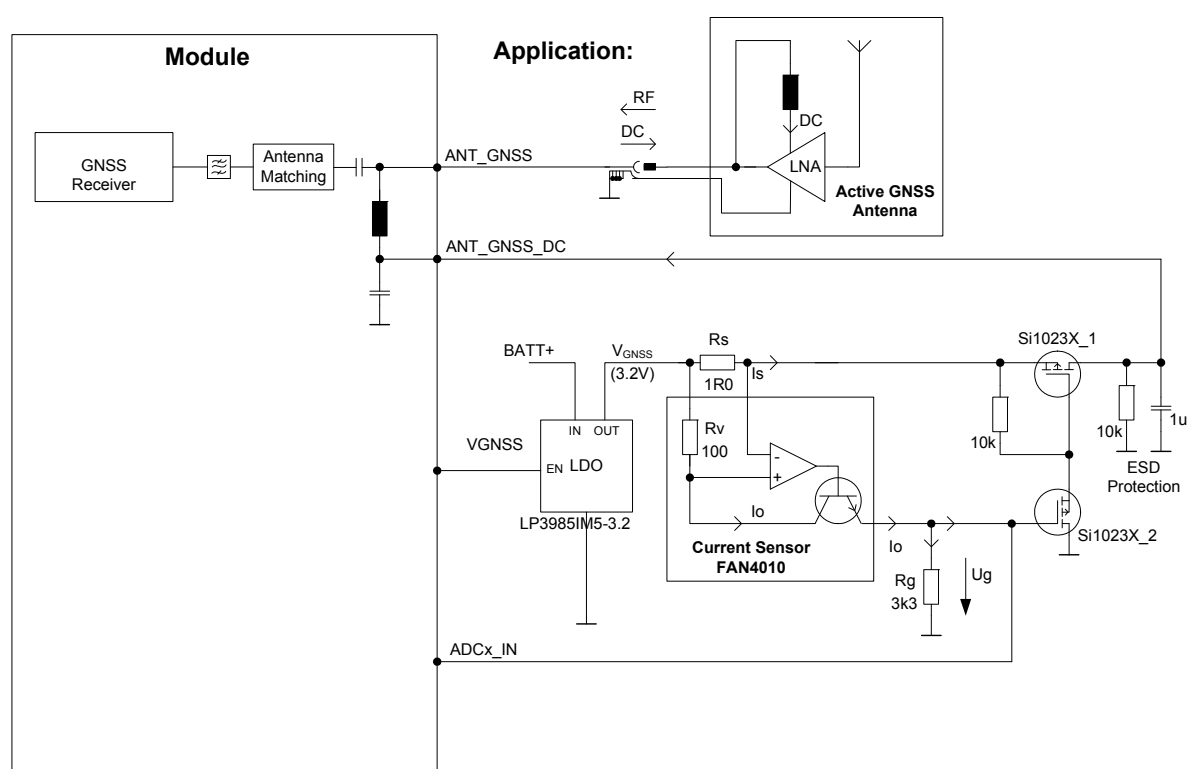 Module
Application:
RF
DC
GNSS
Receiver
Antenna
Matching
ANT_GNSS
DC
LNA
Active GNSS
Antenna
ANT_GNSS_DC
BATT+
VGNSS
(3.2V)
Rs
1R0
Is
Si1023X_1
VGNSS
IN OUT
EN LDO
LP3985IM5-3.2
Rv
100
-
+
Io
Current Sensor
FAN4010
Io
Rg
3k3
Ug
10k
10k
1u
ESD
Protection
Si1023X_2
ADCx_IN